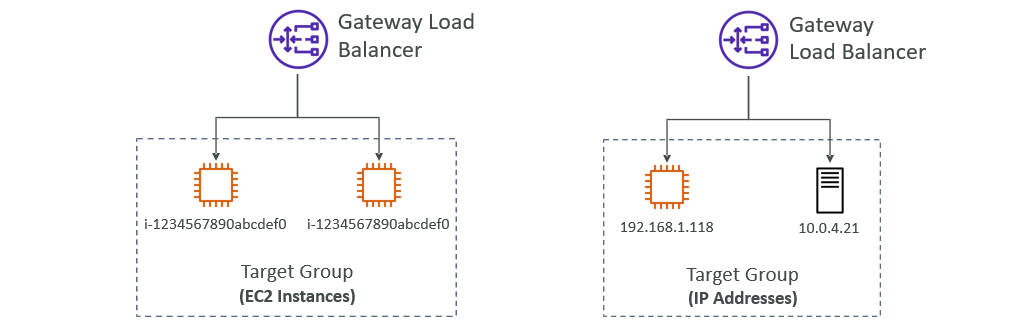 Gateway Load
Balancer
i-1234567890abcdef0
i-1234567890abcdef0
Target Group
(EC2 Instances)
Gateway
Load Balancer
192.168.1.118
10.0.4.21
Target Group
(IP Addresses)